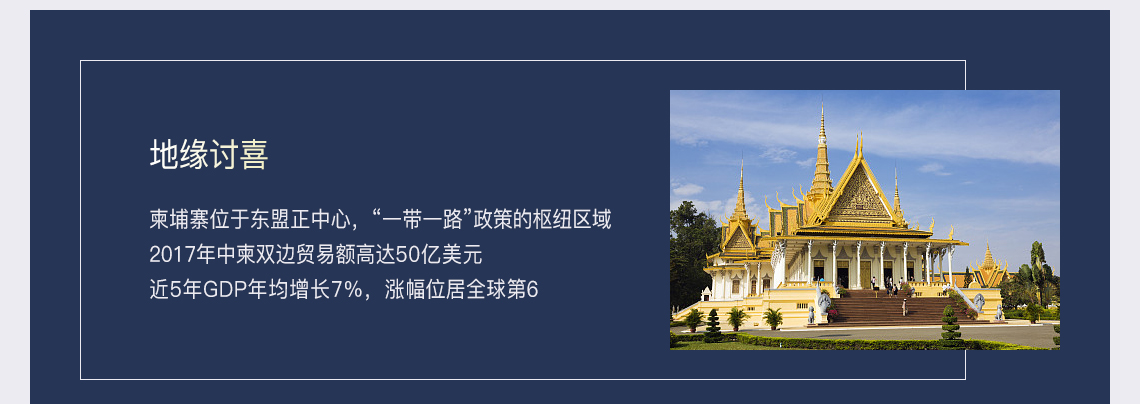 地缘讨喜
柬埔寨位于东盟正中心，“一带一路”政策的枢纽区域
2017年中柬双边贸易额高达50亿美元
近5年GDP年均增长7%，涨幅位居全球第6